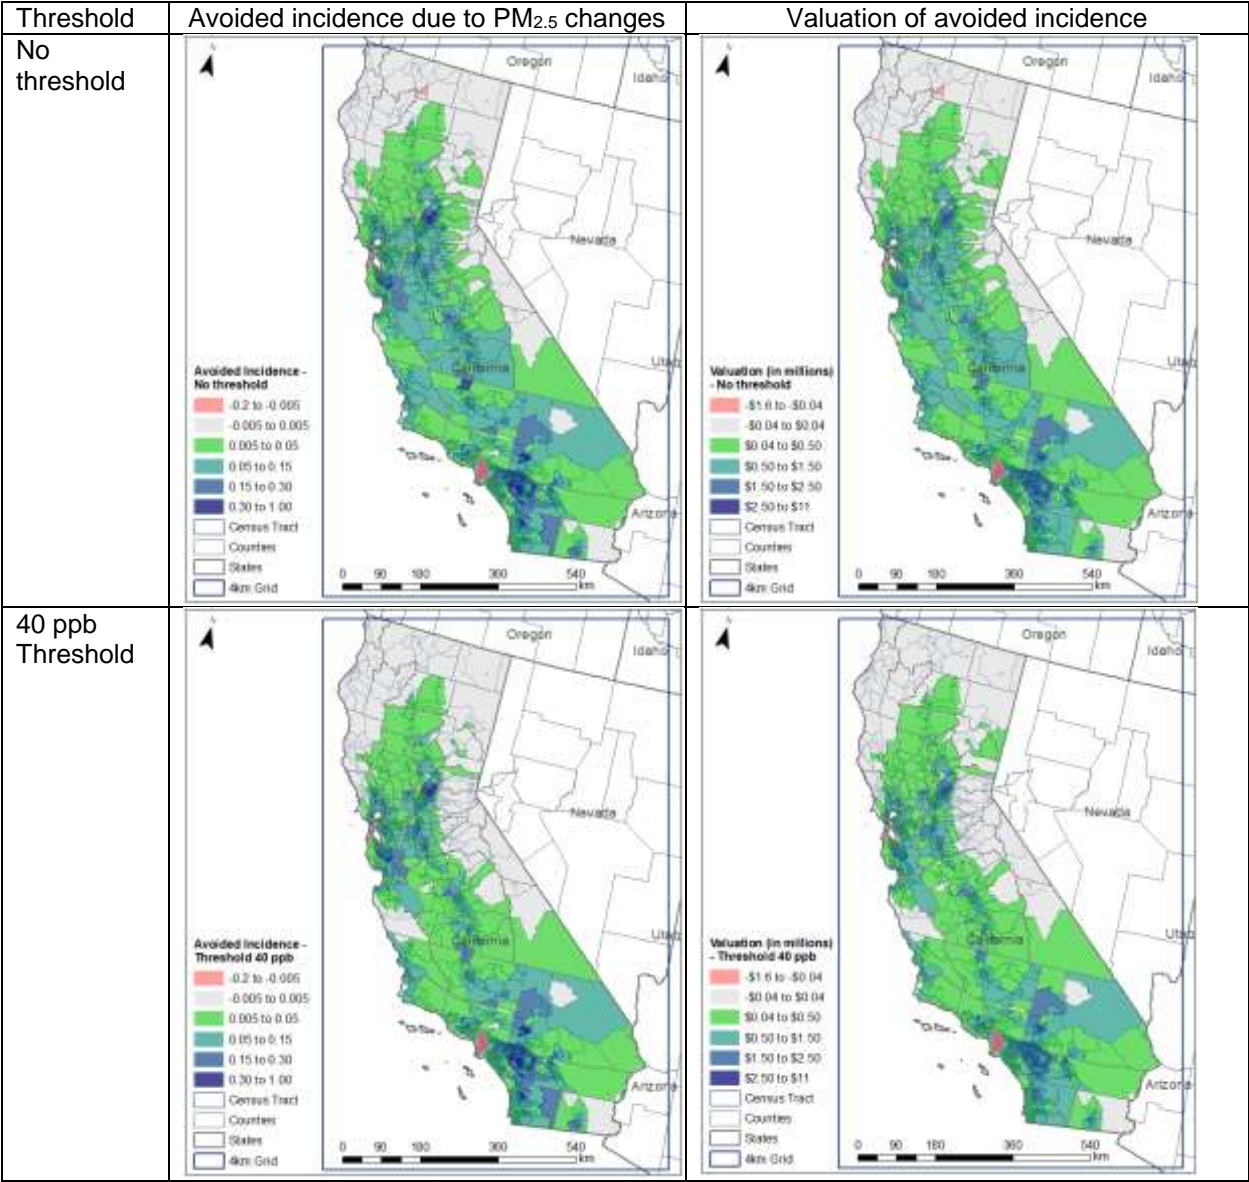 Threshold
Avoided incidence due to PM2.5 changes
Valuation of avoided incidence
No
threshold
N
Oregon
Idaho
Nevada
Utah
California
Arizona
Avoided Incidence -
No threshold
-0.2 to -0.005
-0.005 to 0.005
0.005 to 0.05
0.05 to 0.15
0.15 to 0.30
0.30 to 1.00
Census Tract
Counties
States
4km Grid
0 90 180 360 540
km
N
Oregon
Idaho
Nevada
Utah
California
Arizona
Valuation (in millions)
- No threshold
-$1.6 to -$0.04
-$0.04 to $0.04
$0.04 to $0.50
$0.50 to $1.50
$1.50 to $2.50
$2.50 to $11
Census Tract
Counties
States
4km Grid
0 90 180 360 540
km
40 ppb
Threshold
N
Oregon
Idaho
Nevada
Utah
California
Arizona
Avoided Incidence -
Threshold 40 ppb
-0.2 to -0.005
-0.005 to 0.005
0.005 to 0.05
0.05 to 0.15
0.15 to 0.30
0.30 to 1.00
Census Tract
Counties
States
4km Grid
0 90 180 360 540
km
N
Oregon
Idaho
Nevada
Utah
California
Arizona
Valuation (in millions)
- Threshold 40 ppb
-$1.6 to -$0.04
-$0.04 to $0.04
$0.04 to $0.50
$0.50 to $1.50
$1.50 to $2.50
$2.50 to $11
Census Tract
Counties
States
4km Grid
0 90 180 360 540
km